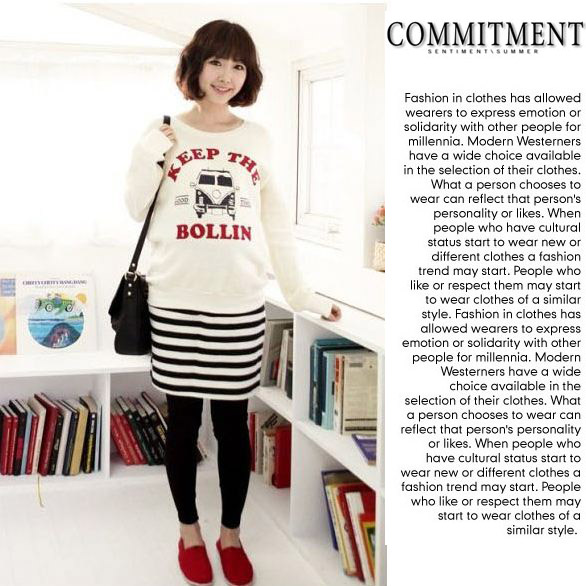 COMMITMENT
SENTIMENT\SUMMER
Fashion in clothes has allowed
wearers to express emotion or
solidarity with other people for
millennia. Modern Westerners
have a wide choice available
in the selection of their clothes.
What a person chooses to
wear can reflect that person's
personality or likes. When
people who have cultural
status start to wear new or
different clothes a fashion
trend may start. People who
like or respect them may start
to wear clothes of a similar
style. Fashion in clothes has
allowed wearers to express
emotion or solidarity with other
people for millennia. Modern
Westerners have a wide
choice available in the
selection of their clothes. What
a person chooses to wear can
reflect that person's personality
or likes. When people who
have cultural status start to
wear new or different clothes a
fashion trend may start. People
who like or respect them may
start to wear clothes of a
similar style.
KEEP THE
GOOD
BOLLIN
CHITTY CHITTY BANG BANG